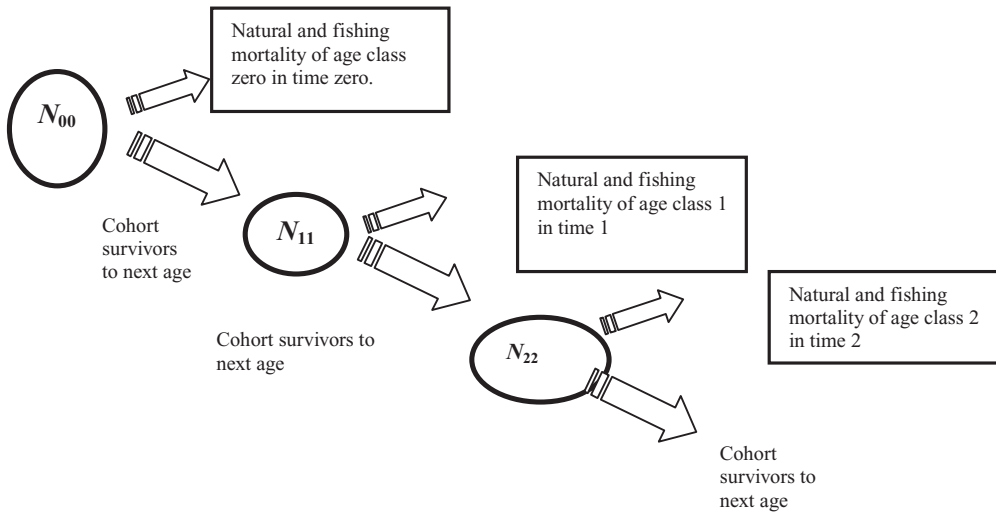 Natural and fishing
mortality of age class
zero in time zero.
N00
Cohort
survivors
to next age
N11
Natural and fishing
mortality of age class 1
in time 1
Cohort survivors to
next age
N22
Natural and fishing
mortality of age class 2
in time 2
Cohort
survivors to
next age